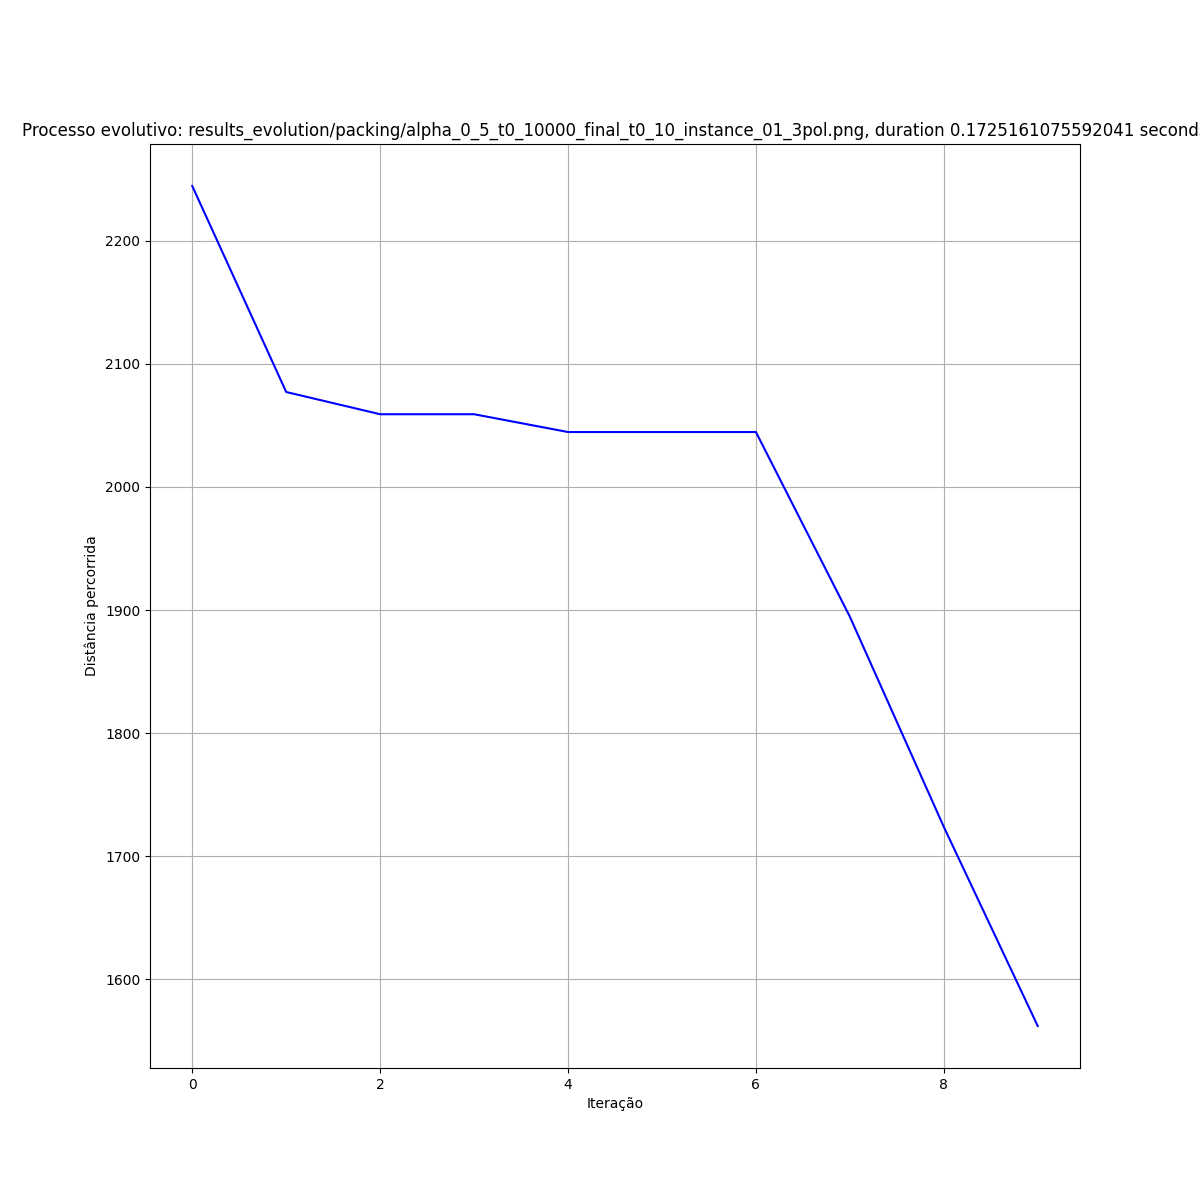 Processo evolutivo: results_evolution/packing/alpha_0_5_t0_10000_final_t0_10_instance_01_3pol.png, duration 0.1725161075592041 second
2200
2100
2000
1900
1800
1700
1600
Distância percorrida
0 2 4 6 8
Iteração